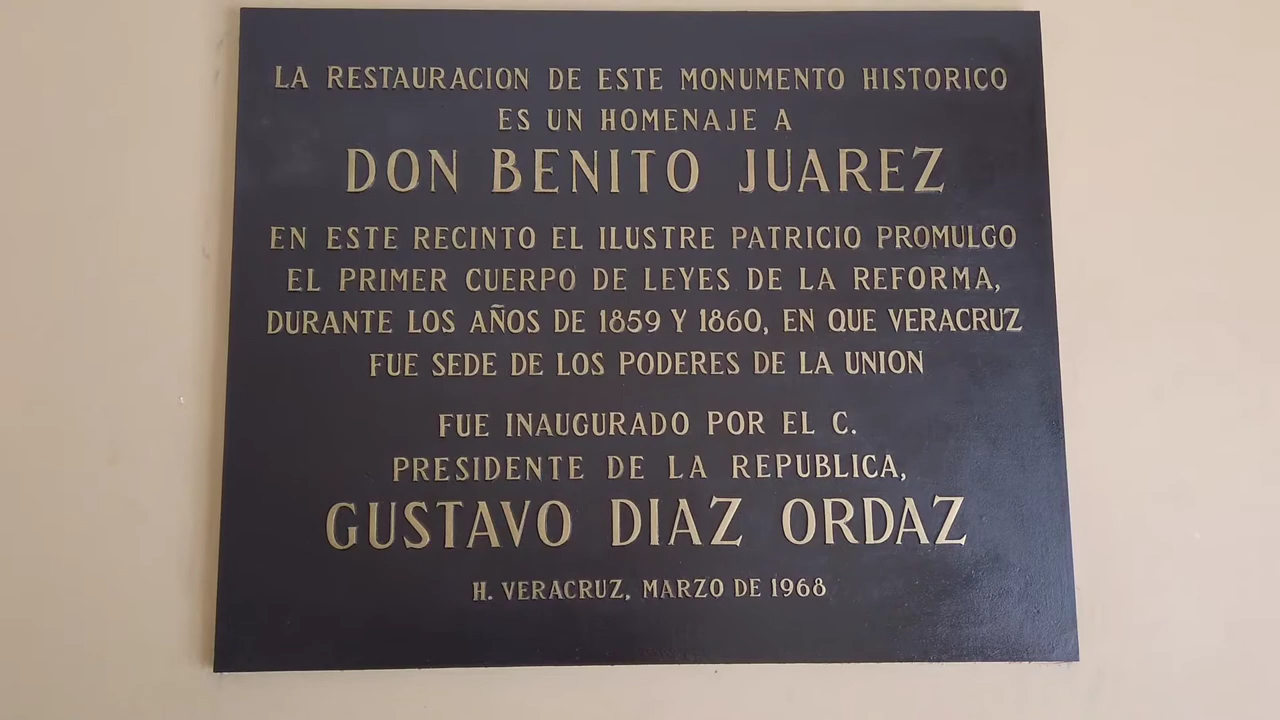 LA RESTAURACION DE ESTE MONUMENTO HISTORICO
ES UN HOMENAJE A
DON BENITO JUAREZ
EN ESTE RECINTO EL ILUSTRE PATRICIO PROMULGO
EL PRIMER CUERPO DE LEYES DE LA REFORMA,
DURANTE LOS AÑOS DE 1859 Y 1860, EN QUE VERACRUZ
FUE SEDE DE LOS PODERES DE LA UNION
FUE INAUGURADO POR EL C.
PRESIDENTE DE LA REPUBLICA,
GUSTAVO DIAZ ORDAZ
H. VERACRUZ, MARZO DE 1968